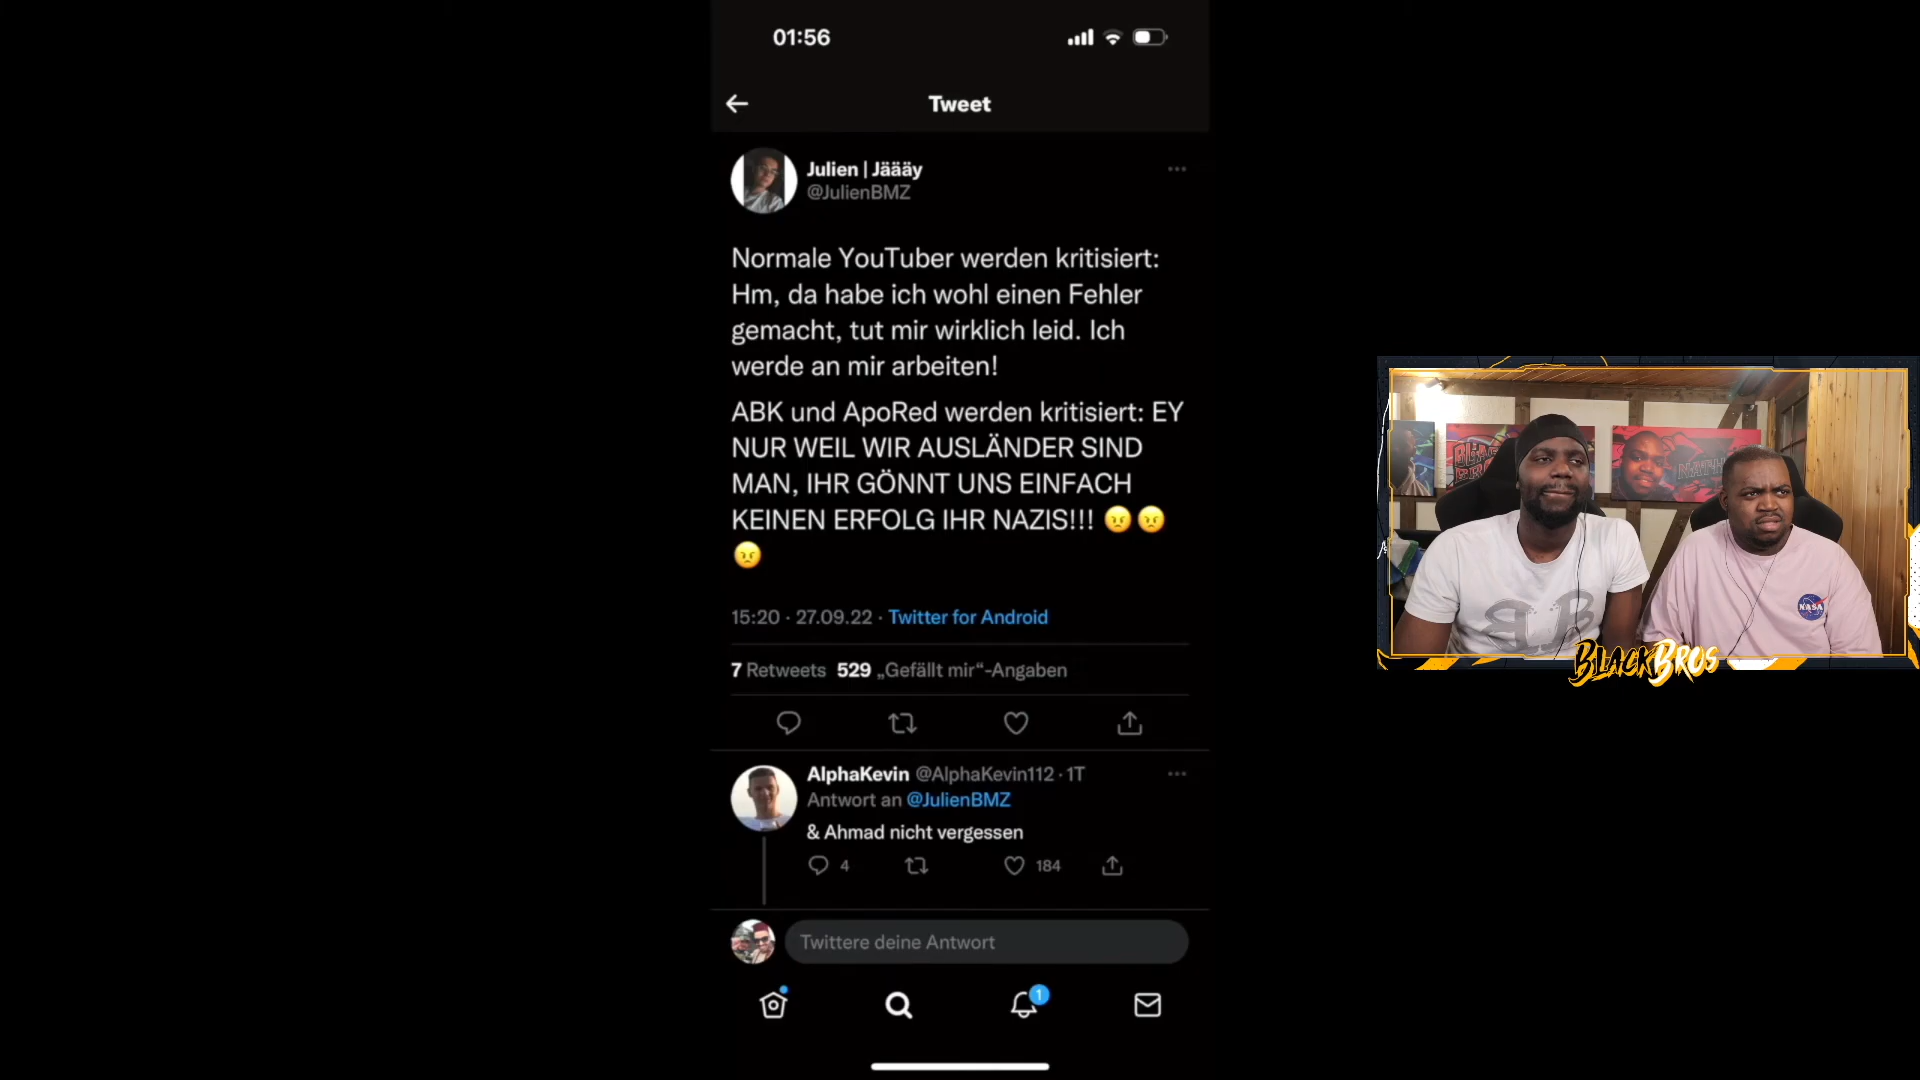 01:56
Tweet
Julien | Jäääy
@JulienBMZ
Normale YouTuber werden kritisiert:
Hm, da habe ich wohl einen Fehler
gemacht, tut mir wirklich leid. Ich
werde an mir arbeiten!
ABK und ApoRed werden kritisiert: EY
NUR WEIL WIR AUSLÄNDER SIND
MAN, IHR GÖNNT UNS EINFACH
KEINEN ERFOLG IHR NAZIS!!! 😠😠
😠
15:20 · 27.09.22 · Twitter for Android
7 Retweets 529 „Gefällt mir“-Angaben
AlphaKevin @AlphaKevin112 · 1T
Antwort an @JulienBMZ
& Ahmad nicht vergessen
4 184
Twittere deine Antwort
1
NASA
BLACKBROS